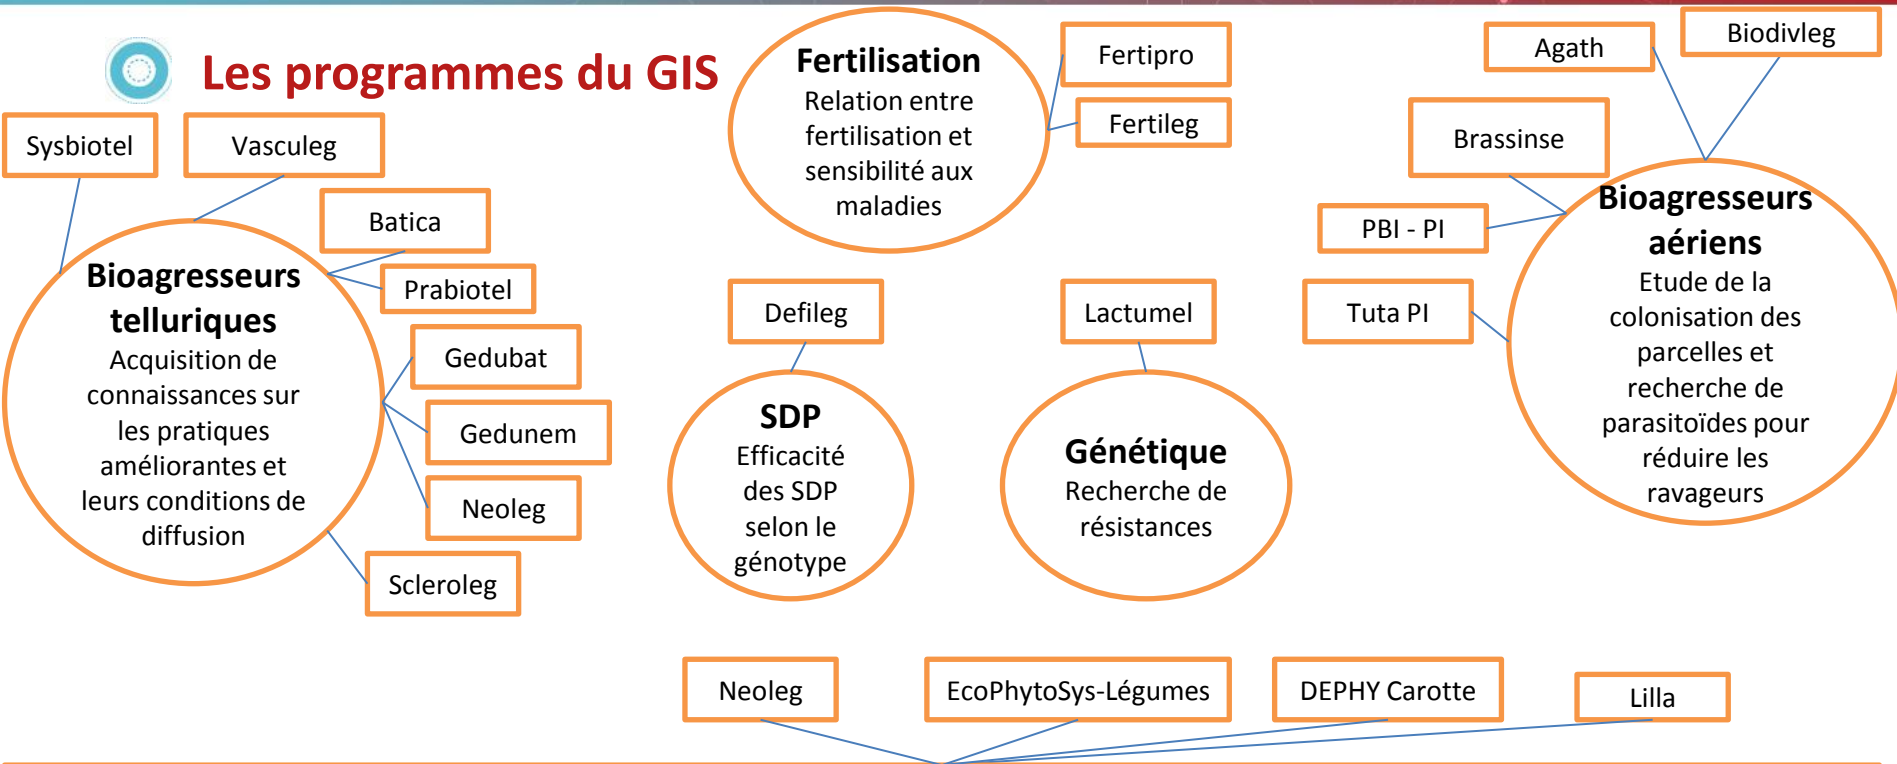 Les programmes du GIS
Sysbiotel
Vasculeg
Batica
Prabiotel
Gedubat
Gedunem
Neoleg
Scleroleg
Bioagresseurs
telluriques
Acquisition de
connaissances sur
les pratiques
améliorantes et
leurs conditions de
diffusion
Fertilisation
Relation entre
fertilisation et
sensibilité aux
maladies
Fertipro
Fertileg
Defileg
SDP
Efficacité
des SDP
selon le
génotype
Lactumel
Génétique
Recherche de
résistances
Agath
Biodivleg
Brassinse
PBI - PI
Tuta PI
Bioagresseurs
aériens
Etude de la
colonisation des
parcelles et
recherche de
parasitoïdes pour
réduire les
ravageurs
Neoleg
EcoPhytoSys-Légumes
DEPHY Carotte
Lilla